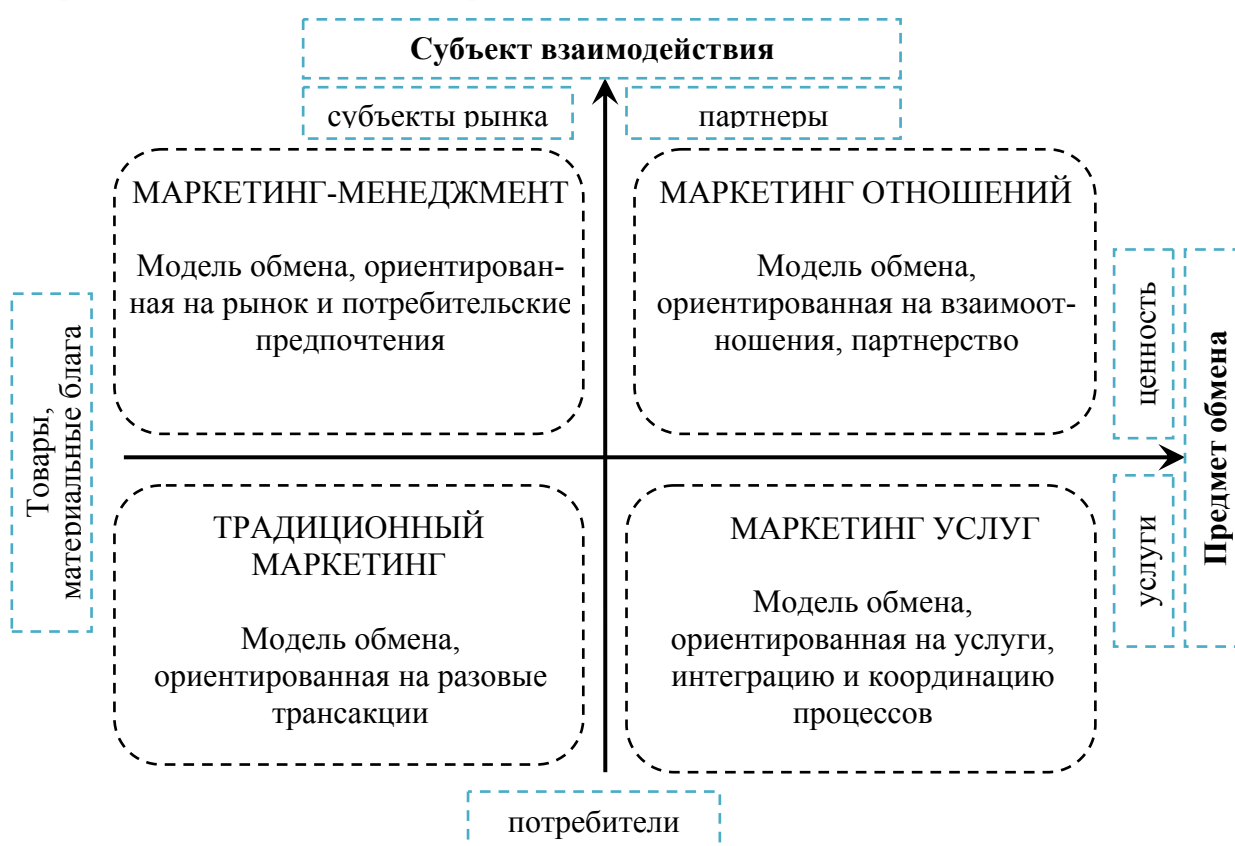 Субъект взаимодействия
субъекты рынка
партнеры
МАРКЕТИНГ-МЕНЕДЖМЕНТ
Модель обмена, ориентирован-
ная на рынок и потребительские
предпочтения
МАРКЕТИНГ ОТНОШЕНИЙ
Модель обмена,
ориентированная на взаимоот-
ношения, партнерство
Товары,
материальные блага
ценность
Предмет обмена
услуги
ТРАДИЦИОННЫЙ
МАРКЕТИНГ
Модель обмена,
ориентированная на разовые
трансакции
МАРКЕТИНГ УСЛУГ
Модель обмена,
ориентированная на услуги,
интеграцию и координацию
процессов
потребители